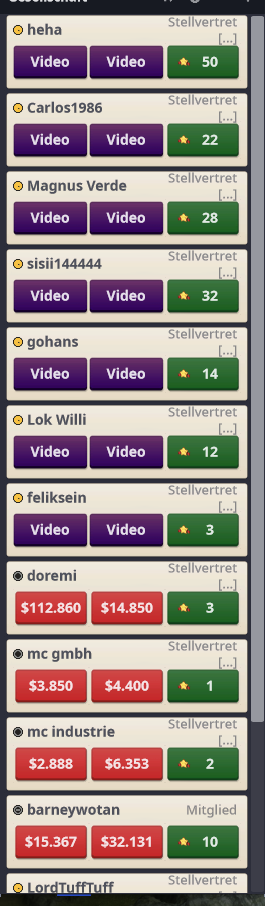 heha
Stellvertret
[...]
Video Video 50
Carlos1986
Stellvertret
[...]
Video Video 22
Magnus Verde
Stellvertret
[...]
Video Video 28
sisii144444
Stellvertret
[...]
Video Video 32
gohans
Stellvertret
[...]
Video Video 14
Lok Willi
Stellvertret
[...]
Video Video 12
feliksein
Stellvertret
[...]
Video Video 3
doremi
Stellvertret
[...]
$112.860 $14.850 3
mc gmbh
Stellvertret
[...]
$3.850 $4.400 1
mc industrie
Stellvertret
[...]
$2.888 $6.353 2
barneywotan Mitglied
$15.367 $32.131 10
LordTuffTuff
Stellvertret
[...]